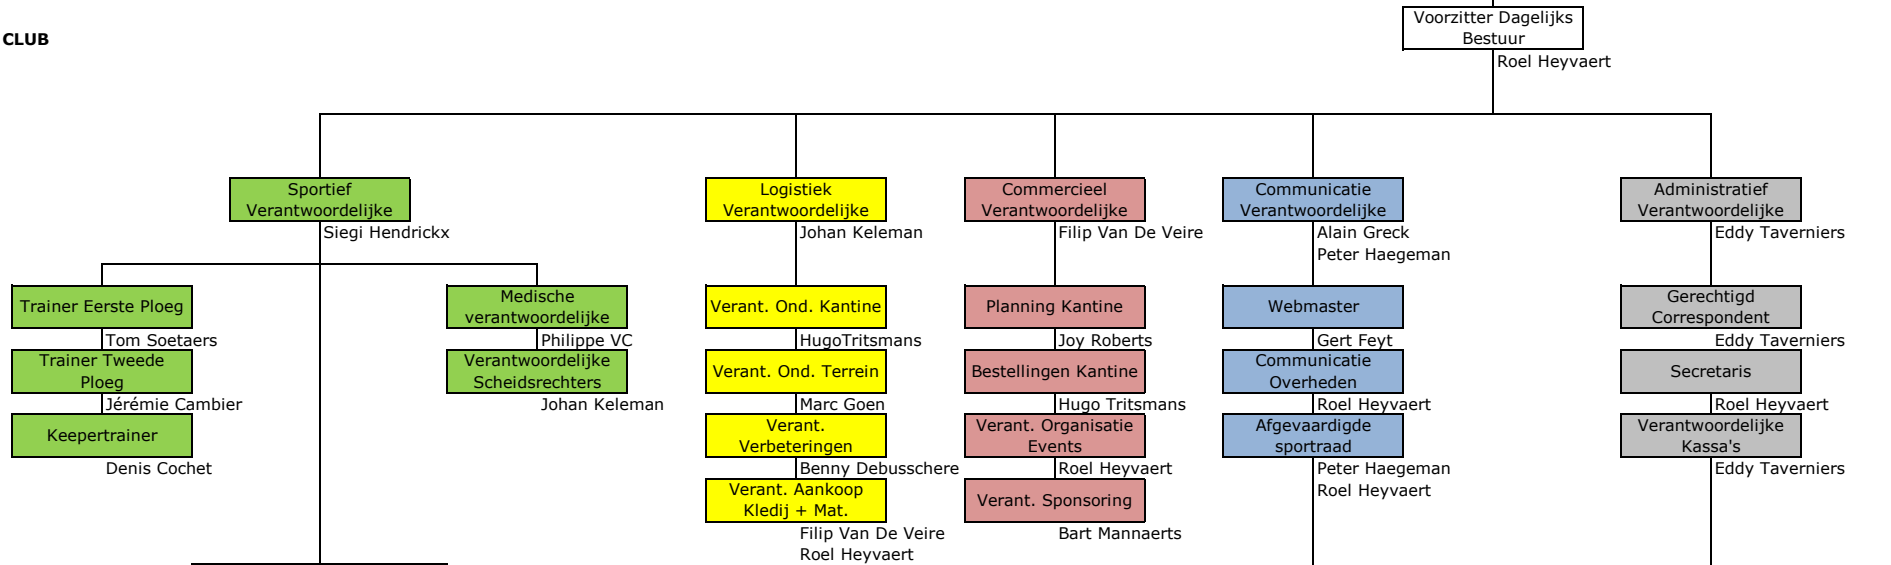 Voorzitter Dagelijks
Bestuur
CLUB
Roel Heyvaert
Sportief
Verantwoordelijke
Siegi Hendrickx
Logistiek
Verantwoordelijke
Johan Keleman
Commercieel
Verantwoordelijke
Filip Van De Veire
Communicatie
Verantwoordelijke
Alain Greck
Peter Haegeman
Administratief
Verantwoordelijke
Eddy Taverniers
Trainer Eerste Ploeg
Tom Soetaers
Trainer Tweede
Ploeg
Jérémie Cambier
Keepertrainer
Denis Cochet
Medische
verantwoordelijke
Philippe VC
Verantwoordelijke
Scheidsrechters
Johan Keleman
Verant. Ond. Kantine
HugoTritsmans
Verant. Ond. Terrein
Marc Goen
Verant.
Verbeteringen
Benny Debusschere
Verant. Aankoop
Kledij + Mat.
Filip Van De Veire
Roel Heyvaert
Planning Kantine
Joy Roberts
Bestellingen Kantine
Hugo Tritsmans
Verant. Organisatie
Events
Roel Heyvaert
Verant. Sponsoring
Bart Mannaerts
Webmaster
Gert Feyt
Communicatie
Overheden
Roel Heyvaert
Afgevaardigde
sportraad
Peter Haegeman
Roel Heyvaert
Gerechtigd
Correspondent
Eddy Taverniers
Secretaris
Roel Heyvaert
Verantwoordelijke
Kassa's
Eddy Taverniers